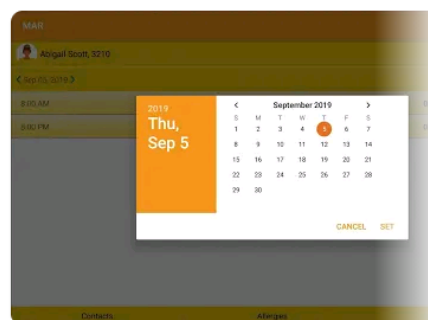 MAR
Abigail Scott, 3210
< Sep 05, 2019 >
8:00 AM
5:00 PM
2019
Thu,
Sep 5
< September 2019 >
S M T W T F S
1 2 3 4 5 6 7
8 9 10 11 12 13 14
15 16 17 18 19 20 21
22 23 24 25 26 27 28
29 30
CANCEL SET
Contacts Allergies